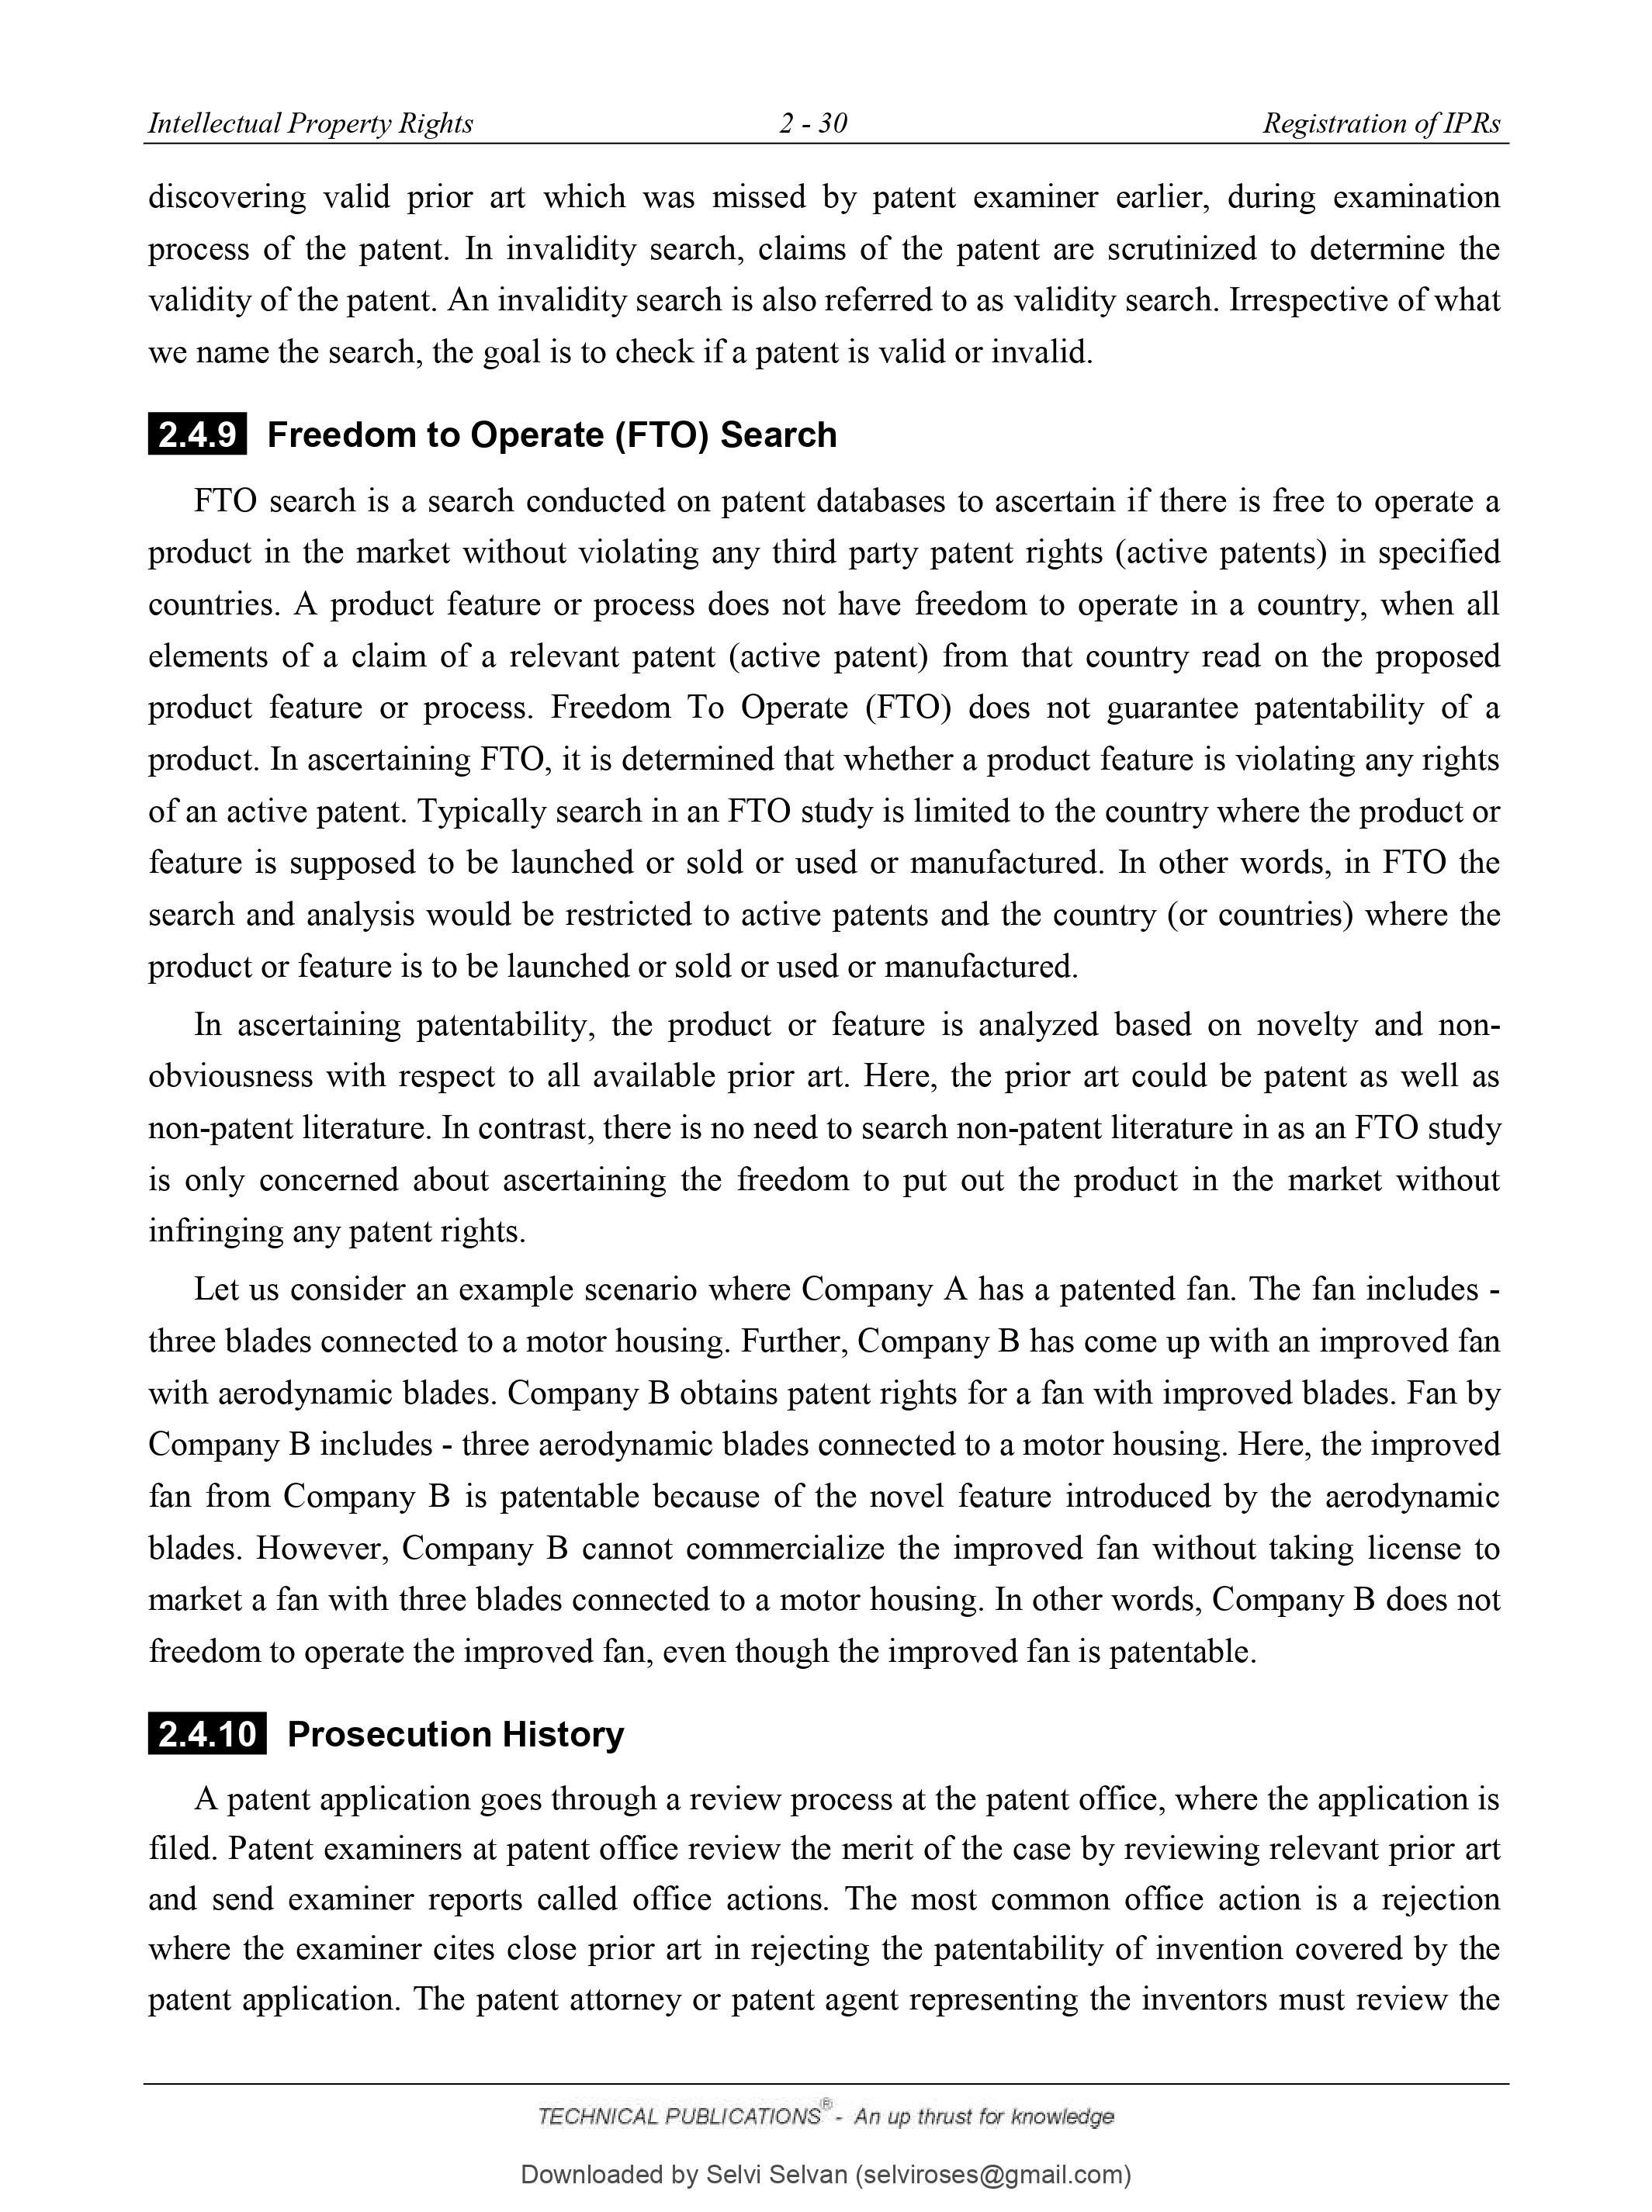 Intellectual Property Rights 2 - 30 Registration of IPRs
discovering valid prior art which was missed by patent examiner earlier, during examination
process of the patent. In invalidity search, claims of the patent are scrutinized to determine the
validity of the patent. An invalidity search is also referred to as validity search. Irrespective of what
we name the search, the goal is to check if a patent is valid or invalid.
2.4.9 Freedom to Operate (FTO) Search
FTO search is a search conducted on patent databases to ascertain if there is free to operate a
product in the market without violating any third party patent rights (active patents) in specified
countries. A product feature or process does not have freedom to operate in a country, when all
elements of a claim of a relevant patent (active patent) from that country read on the proposed
product feature or process. Freedom To Operate (FTO) does not guarantee patentability of a
product. In ascertaining FTO, it is determined that whether a product feature is violating any rights
of an active patent. Typically search in an FTO study is limited to the country where the product or
feature is supposed to be launched or sold or used or manufactured. In other words, in FTO the
search and analysis would be restricted to active patents and the country (or countries) where the
product or feature is to be launched or sold or used or manufactured.
In ascertaining patentability, the product or feature is analyzed based on novelty and non-
obviousness with respect to all available prior art. Here, the prior art could be patent as well as
non-patent literature. In contrast, there is no need to search non-patent literature in as an FTO study
is only concerned about ascertaining the freedom to put out the product in the market without
infringing any patent rights.
Let us consider an example scenario where Company A has a patented fan. The fan includes -
three blades connected to a motor housing. Further, Company B has come up with an improved fan
with aerodynamic blades. Company B obtains patent rights for a fan with improved blades. Fan by
Company B includes - three aerodynamic blades connected to a motor housing. Here, the improved
fan from Company B is patentable because of the novel feature introduced by the aerodynamic
blades. However, Company B cannot commercialize the improved fan without taking license to
market a fan with three blades connected to a motor housing. In other words, Company B does not
freedom to operate the improved fan, even though the improved fan is patentable.
2.4.10 Prosecution History
A patent application goes through a review process at the patent office, where the application is
filed. Patent examiners at patent office review the merit of the case by reviewing relevant prior art
and send examiner reports called office actions. The most common office action is a rejection
where the examiner cites close prior art in rejecting the patentability of invention covered by the
patent application. The patent attorney or patent agent representing the inventors must review the
TECHNICAL PUBLICATIONS® - An up thrust for knowledge
Downloaded by Selvi Selvan (selviroses@gmail.com)